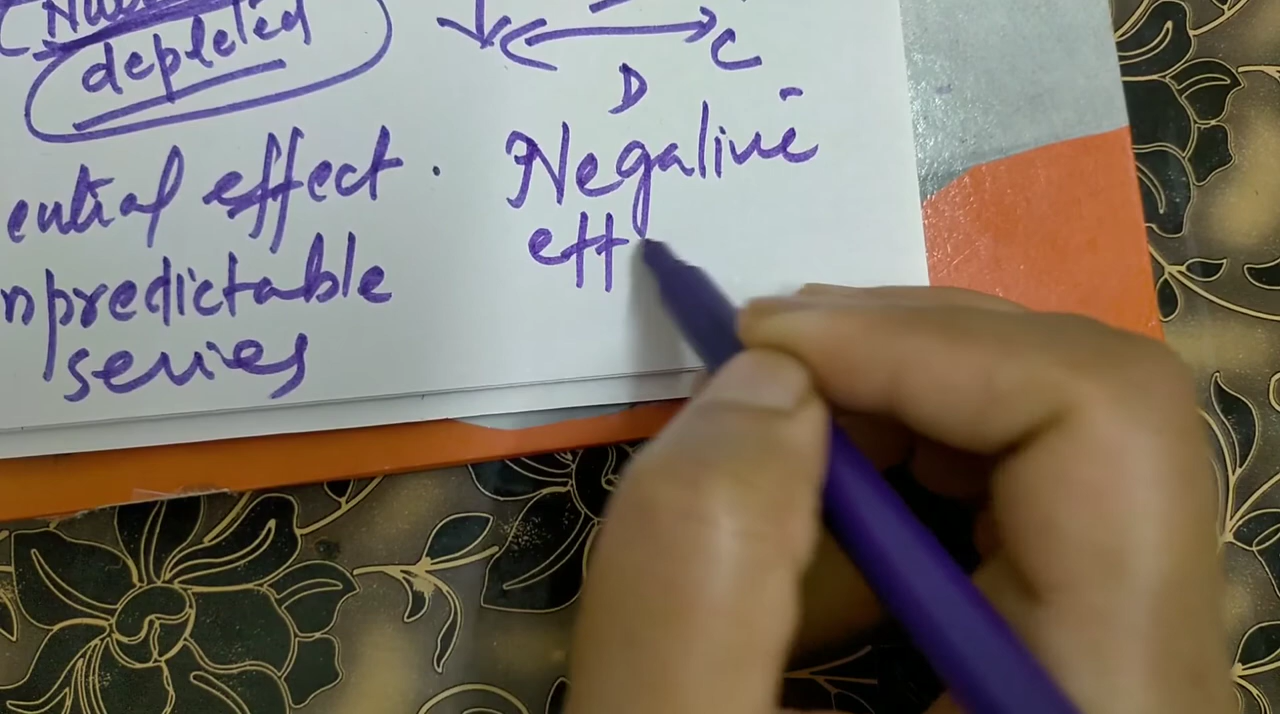 depleted
C
D
ential effect .
npredictable
series
Negative
eff